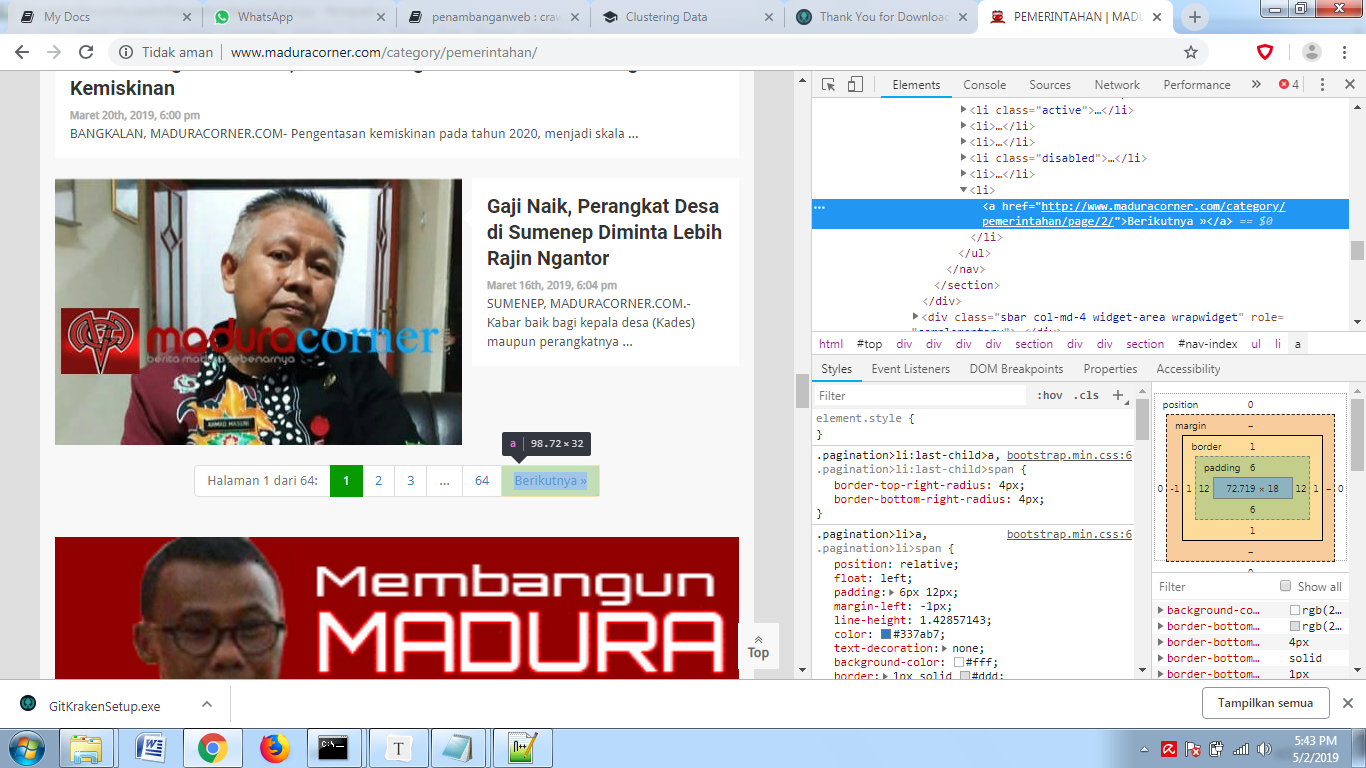 My Docs
WhatsApp
penambanganweb : craw
Clustering Data
Thank You for Downloa
PEMERINTAHAN | MADU
Tidak aman
www.maduracorner.com/category/pemerintahan/
Kemiskinan
Maret 20th, 2019, 6:00 pm
BANGKALAN, MADURACORNER.COM- Pengentasan kemiskinan pada tahun 2020, menjadi skala ...
Gaji Naik, Perangkat Desa
di Sumenep Diminta Lebih
Rajin Ngantor
Maret 16th, 2019, 6:04 pm
SUMENEP, MADURACORNER.COM.-
Kabar baik bagi kepala desa (Kades)
maupun perangkatnya ...
maduracorner
berita madura sebenarnya
AHMAD MASUNI
a 98.72 × 32
Halaman 1 dari 64: 1 2 3 ... 64 Berikutnya »
Membangun
MADURA
Top
Elements Console Sources Network Performance » 4
<li class="active">…</li>
<li>…</li>
<li>…</li>
<li class="disabled">…</li>
<li>…</li>
<li>
<a href="http://www.maduracorner.com/category/
pemerintahan/page/2/">Berikutnya »</a> == $0
</li>
</ul>
</nav>
</section>
</div>
<div class="sbar col-md-4 widget-area wrapwidget" role=
html #top div div div section div div section #nav-index ul li a
Styles Event Listeners DOM Breakpoints Properties Accessibility
Filter :hov .cls +
element.style {
}
.pagination>li:last-child>a, bootstrap.min.css:6
.pagination>li:last-child>span {
border-top-right-radius: 4px;
border-bottom-right-radius: 4px;
}
.pagination>li>a, bootstrap.min.css:6
.pagination>li>span {
position: relative;
float: left;
padding: 6px 12px;
margin-left: -1px;
line-height: 1.42857143;
color: #337ab7;
text-decoration: none;
background-color: #fff;
border: 1px solid #ddd;
position 0
margin –
border 1
padding 6
0 -1 1 12 72.719 × 18 12 1 – 0
6
1
–
Filter Show all
background-co… rgb(2…
border-bottom… rgb(2…
border-bottom… 4px
border-bottom… solid
border-bottom… 1px
GitKrakenSetup.exe
Tampilkan semua
5:43 PM
5/2/2019